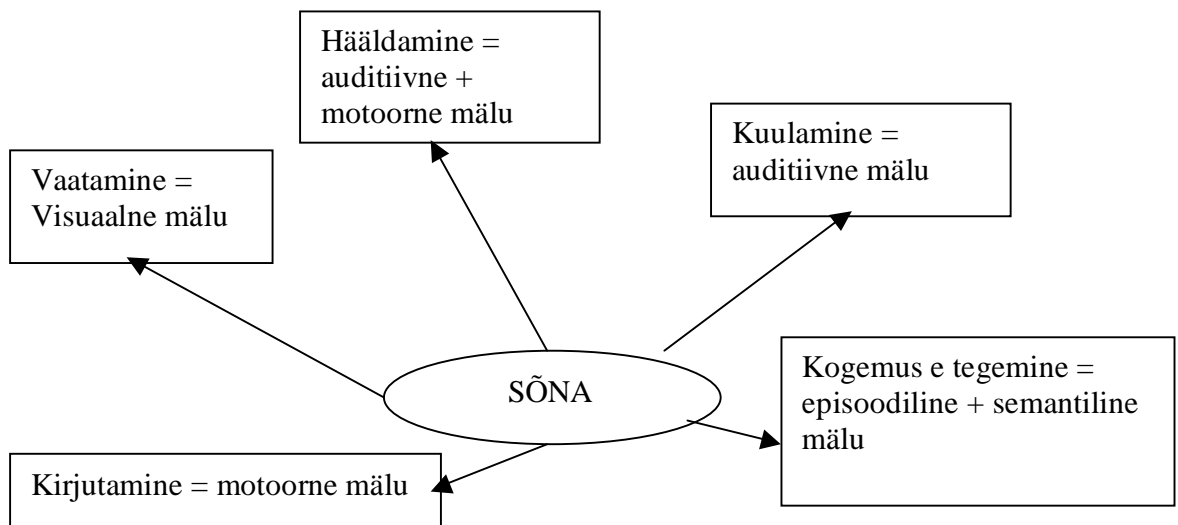 Hääldamine =
auditiivne +
motoorne mälu
Kuulamine =
auditiivne mälu
Vaatamine =
Visuaalne mälu
SÕNA
Kogemus e tegemine =
episoodiline + semantiline
mälu
Kirjutamine = motoorne mälu